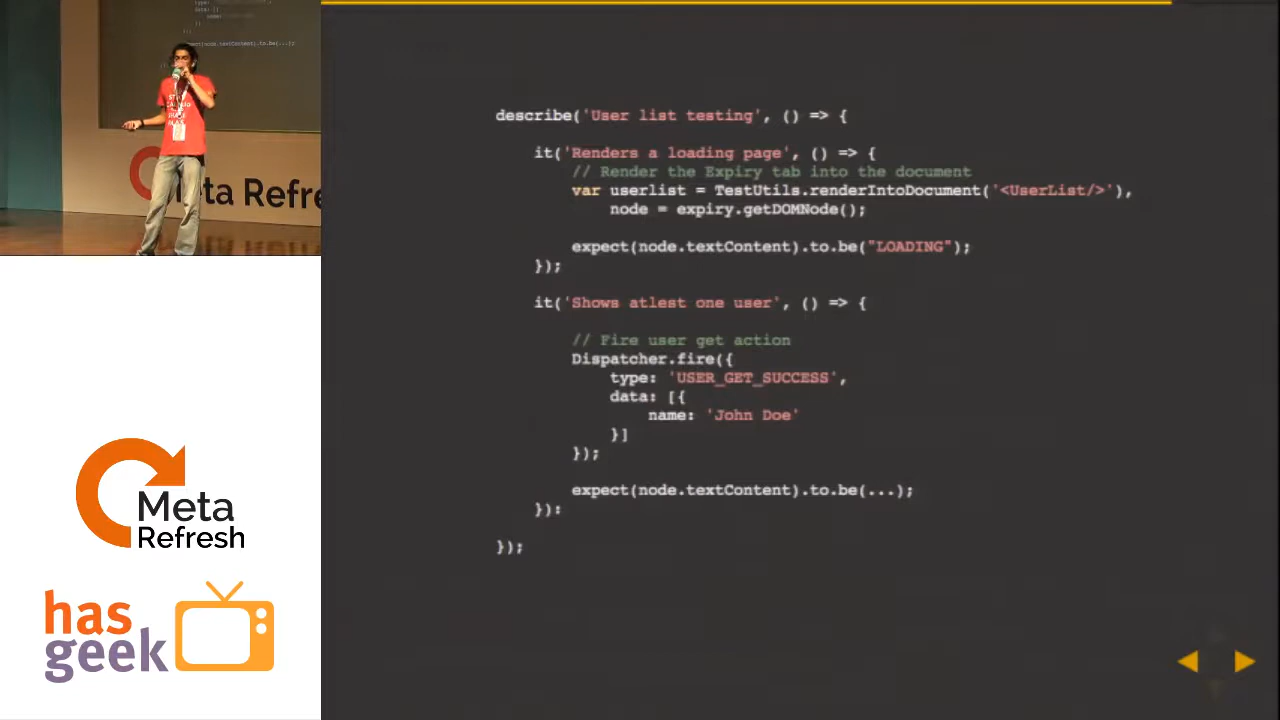 Meta Refre
describe('User list testing', () => {
it('Renders a loading page', () => {
// Render the Expiry tab into the document
var userlist = TestUtils.renderIntoDocument('<UserList/>'),
node = expiry.getDOMNode();
expect(node.textContent).to.be("LOADING");
});
it('Shows atlest one user', () => {
// Fire user get action
Dispatcher.fire({
type: 'USER_GET_SUCCESS',
data: [{
name: 'John Doe'
}]
});
expect(node.textContent).to.be(...);
}):
});
Meta
Refresh
has
geek